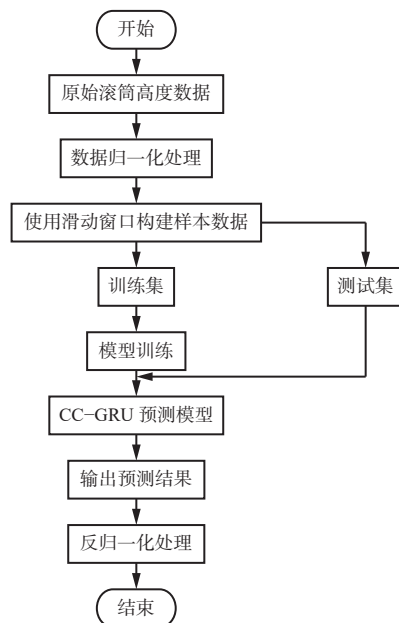 开始
原始滚筒高度数据
数据归一化处理
使用滑动窗口构建样本数据
训练集
测试集
模型训练
CC−GRU 预测模型
输出预测结果
反归一化处理
结束